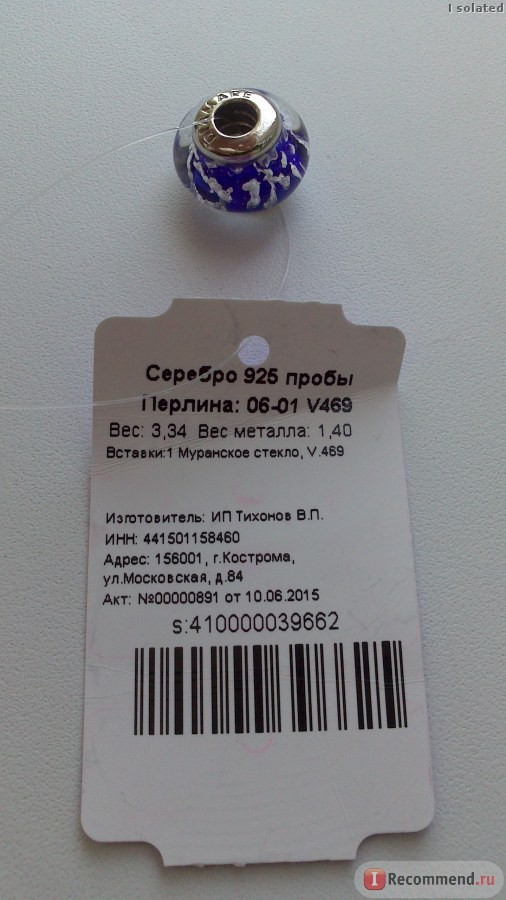 I solated
Серебро 925 пробы
Перлина: 06-01 V469
Вес: 3,34 Вес металла: 1,40
Вставки:1 Муранское стекло, V.469
Изготовитель: ИП Тихонов В.П.
ИНН: 441501158460
Адрес: 156001, г.Кострома,
ул.Московская, д.84
Акт: №00000891 от 10.06.2015
s:410000039662
I Recommend.ru